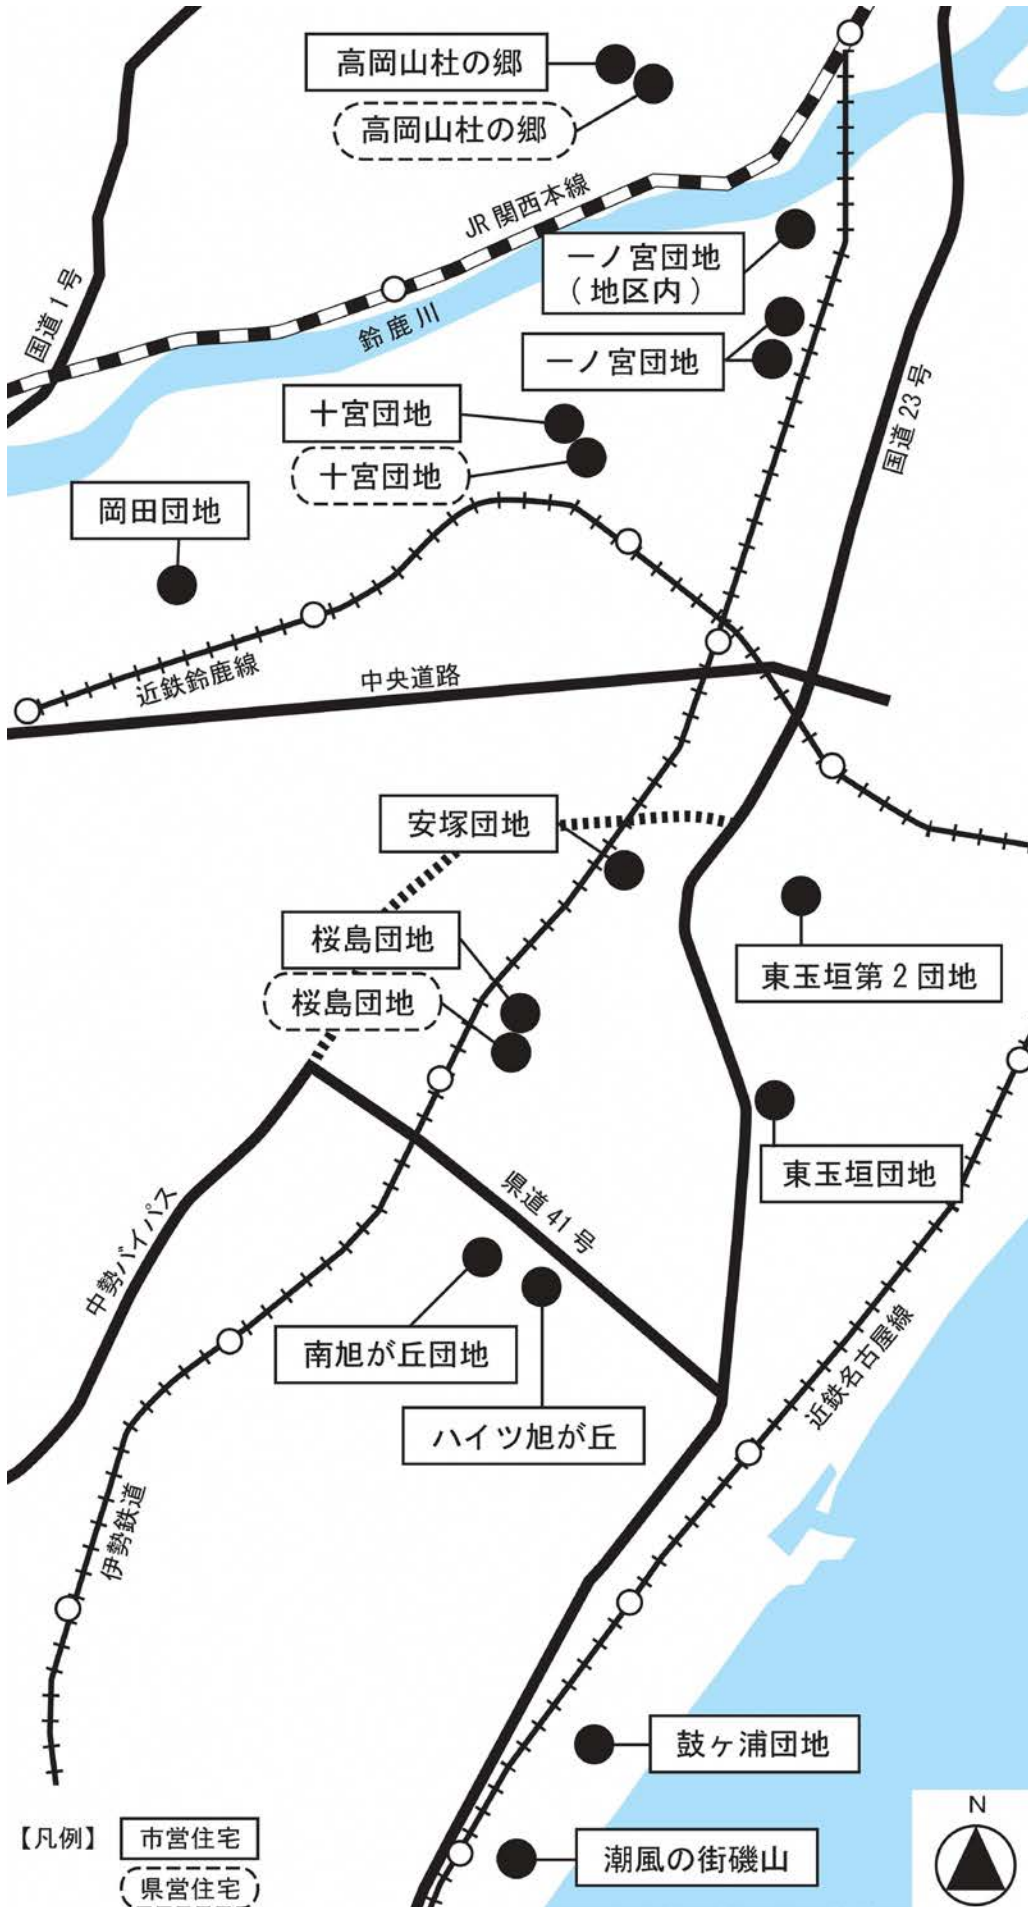 高岡山杜の郷
高岡山杜の郷
JR関西本線
国道1号
鈴鹿川
一ノ宮団地
(地区内)
一ノ宮団地
国道23号
十宮団地
十宮団地
岡田団地
近鉄鈴鹿線
中央道路
安塚団地
桜島団地
桜島団地
東玉垣第2団地
東玉垣団地
県道41号
中勢バイパス
南旭が丘団地
ハイツ旭が丘
近鉄名古屋線
伊勢鉄道
鼓ヶ浦団地
潮風の街磯山
【凡例】
市営住宅
県営住宅
N